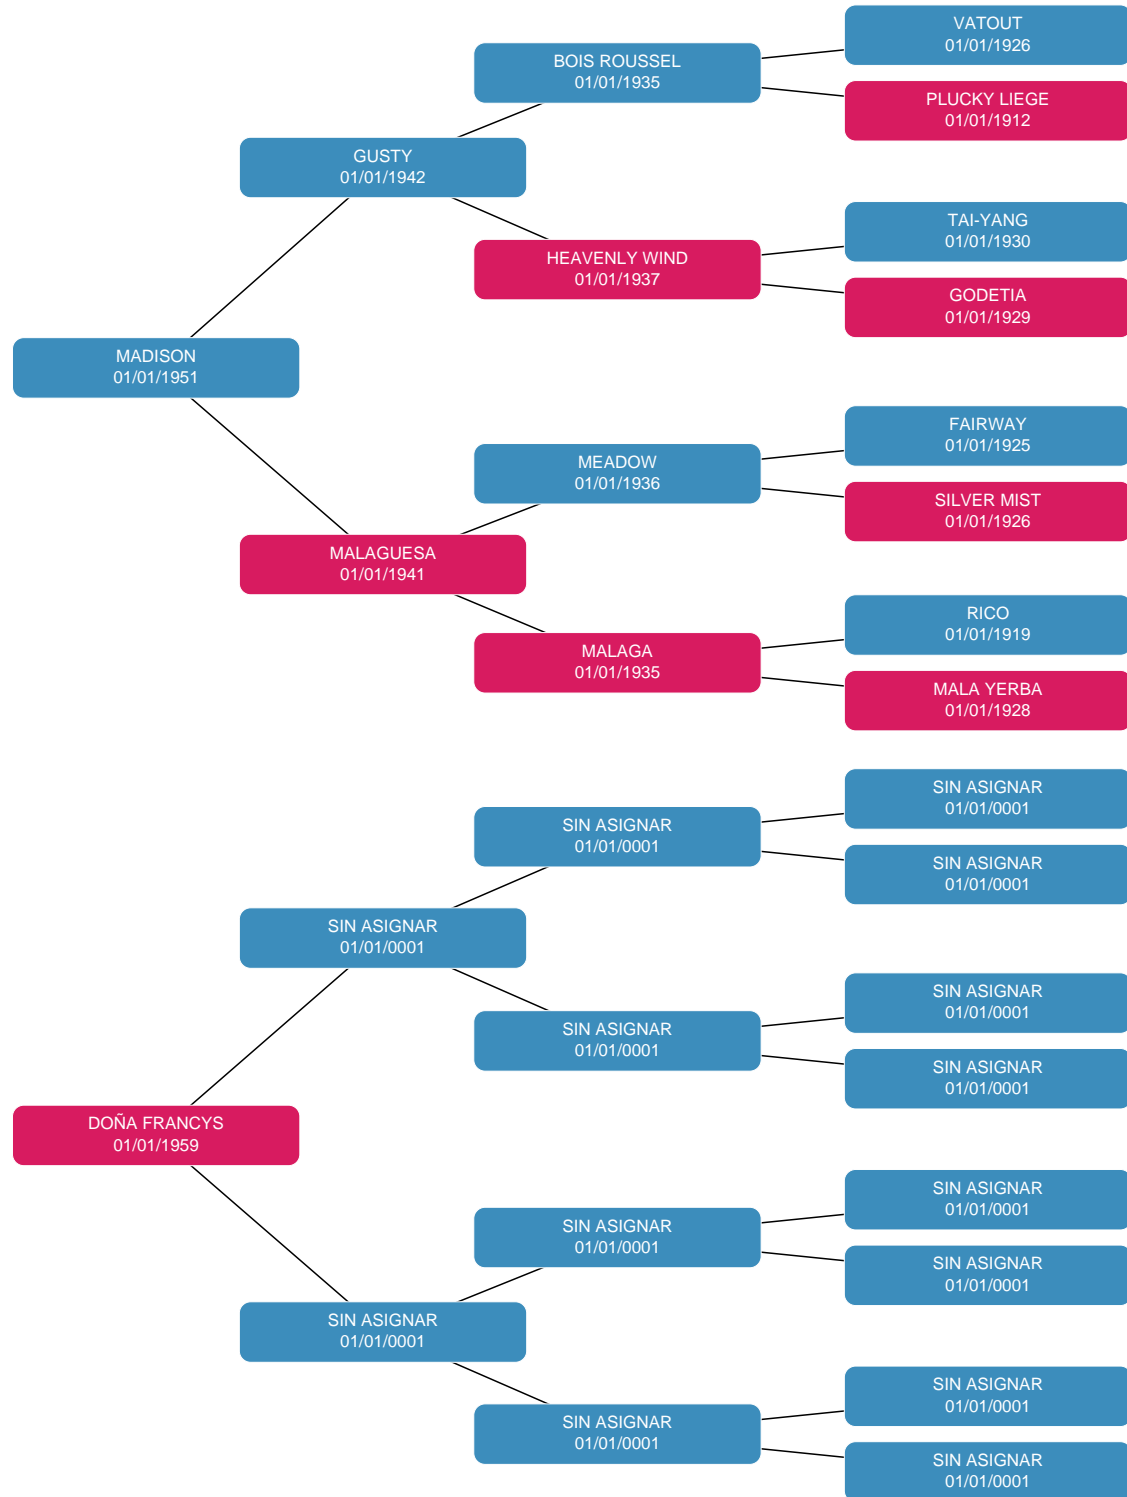 VATOUT
01/01/1926
BOIS ROUSSEL
01/01/1935
PLUCKY LIEGE
01/01/1912
GUSTY
01/01/1942
TAI-YANG
01/01/1930
HEAVENLY WIND
01/01/1937
GODETIA
01/01/1929
MADISON
01/01/1951
FAIRWAY
01/01/1925
MEADOW
01/01/1936
SILVER MIST
01/01/1926
MALAGUESA
01/01/1941
RICO
01/01/1919
MALAGA
01/01/1935
MALA YERBA
01/01/1928
SIN ASIGNAR
01/01/0001
SIN ASIGNAR
01/01/0001
SIN ASIGNAR
01/01/0001
SIN ASIGNAR
01/01/0001
SIN ASIGNAR
01/01/0001
SIN ASIGNAR
01/01/0001
SIN ASIGNAR
01/01/0001
DOÑA FRANCYS
01/01/1959
SIN ASIGNAR
01/01/0001
SIN ASIGNAR
01/01/0001
SIN ASIGNAR
01/01/0001
SIN ASIGNAR
01/01/0001
SIN ASIGNAR
01/01/0001
SIN ASIGNAR
01/01/0001
SIN ASIGNAR
01/01/0001